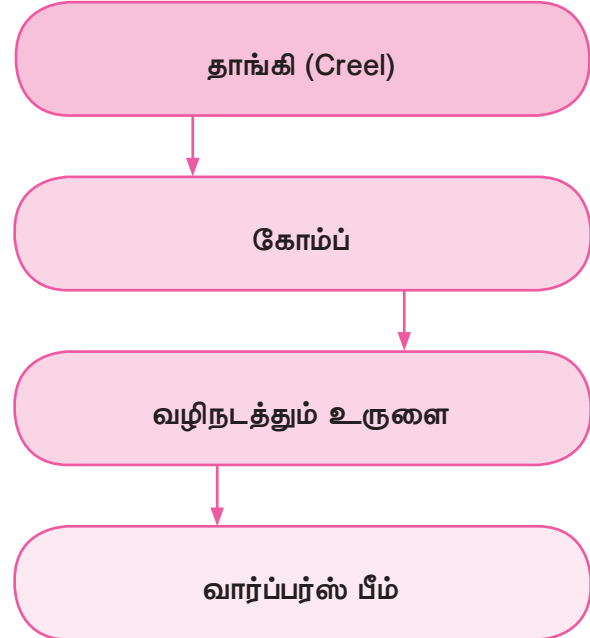 தாங்கி (Creel)
கோம்ப்
வழிநடத்தும் உருளை
வார்ப்பர்ஸ் பீம்